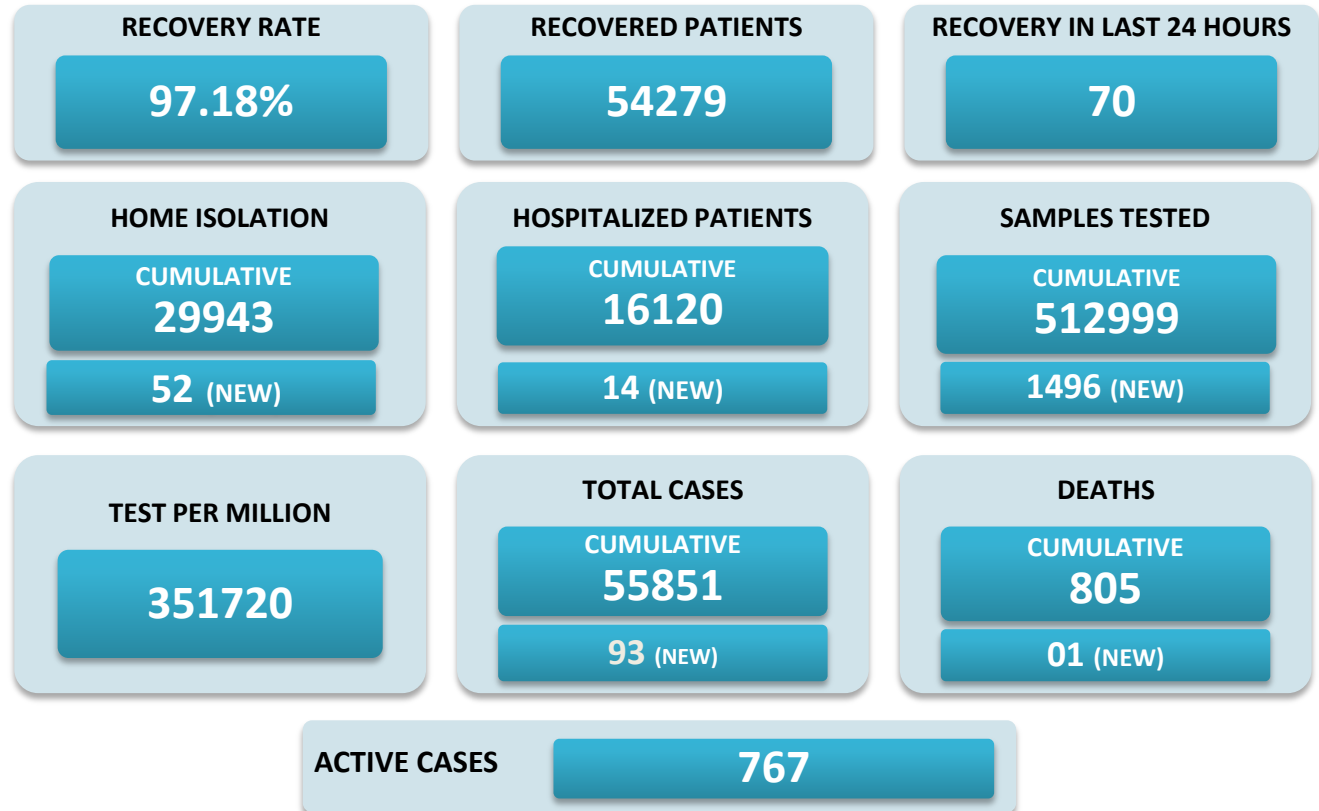 RECOVERY RATE
97.18%
RECOVERED PATIENTS
54279
RECOVERY IN LAST 24 HOURS
70
HOME ISOLATION
CUMULATIVE
29943
52 (NEW)
HOSPITALIZED PATIENTS
CUMULATIVE
16120
14 (NEW)
SAMPLES TESTED
CUMULATIVE
512999
1496 (NEW)
TEST PER MILLION
351720
TOTAL CASES
CUMULATIVE
55851
93 (NEW)
DEATHS
CUMULATIVE
805
01 (NEW)
ACTIVE CASES
767